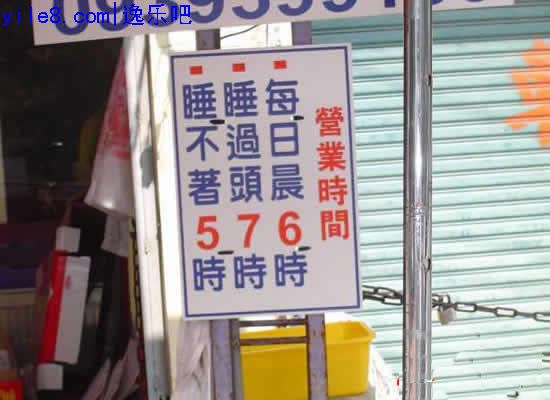 yile8.com|逸乐吧
營業時間
每日晨6時
睡過頭7時
睡不著5時